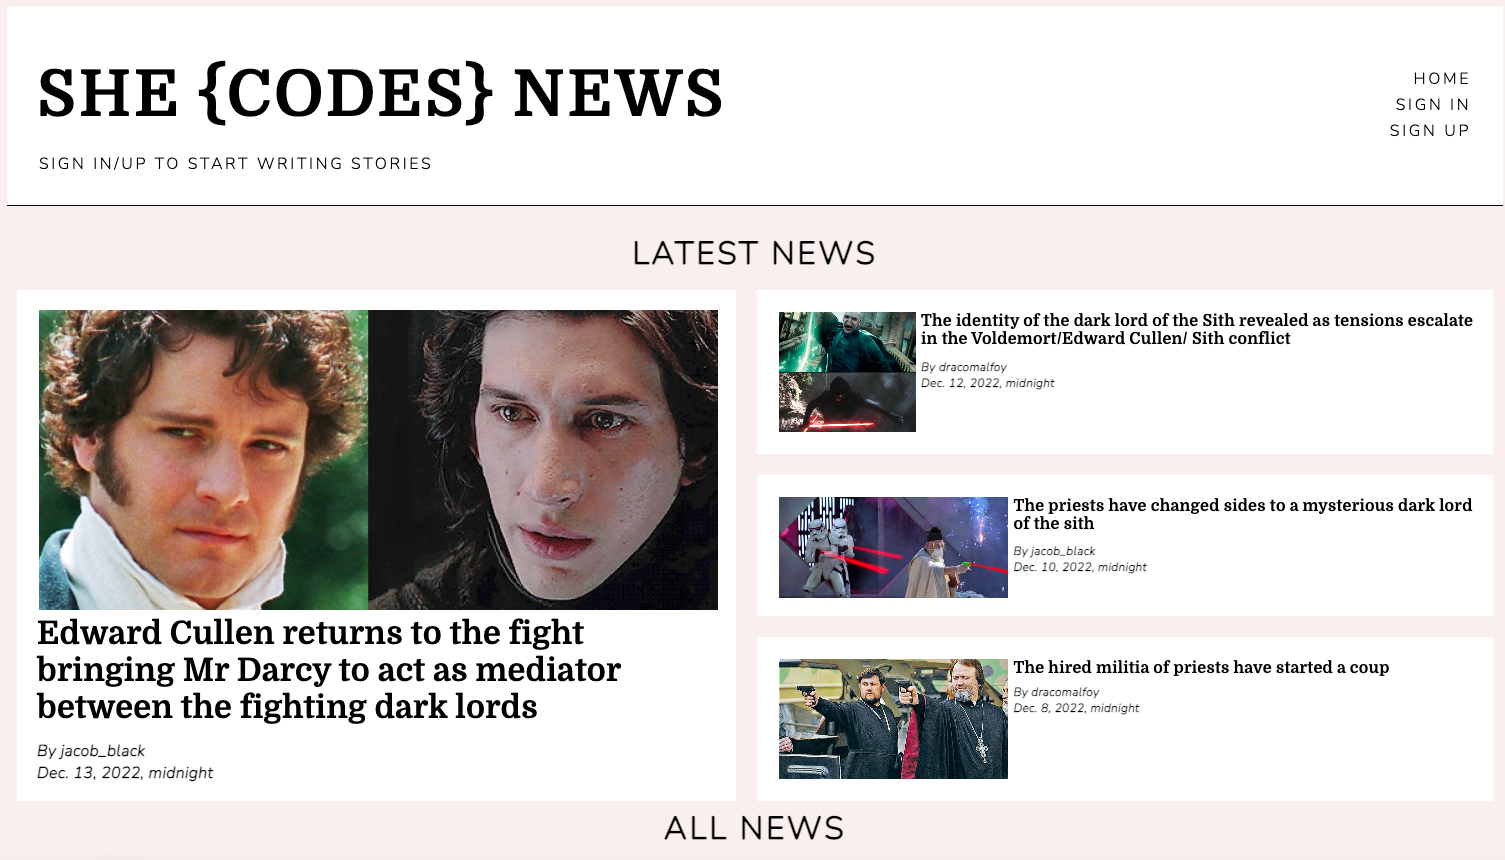 SHE {CODES} NEWS
SIGN IN/UP TO START WRITING STORIES
HOME
SIGN IN
SIGN UP
LATEST NEWS
Edward Cullen returns to the fight
bringing Mr Darcy to act as mediator
between the fighting dark lords
By jacob_black
Dec. 13, 2022, midnight
The identity of the dark lord of the Sith revealed as tensions escalate
in the Voldemort/Edward Cullen/ Sith conflict
By dracomalfoy
Dec. 12, 2022, midnight
The priests have changed sides to a mysterious dark lord
of the sith
By jacob_black
Dec. 10, 2022, midnight
The hired militia of priests have started a coup
By dracomalfoy
Dec. 8, 2022, midnight
ALL NEWS